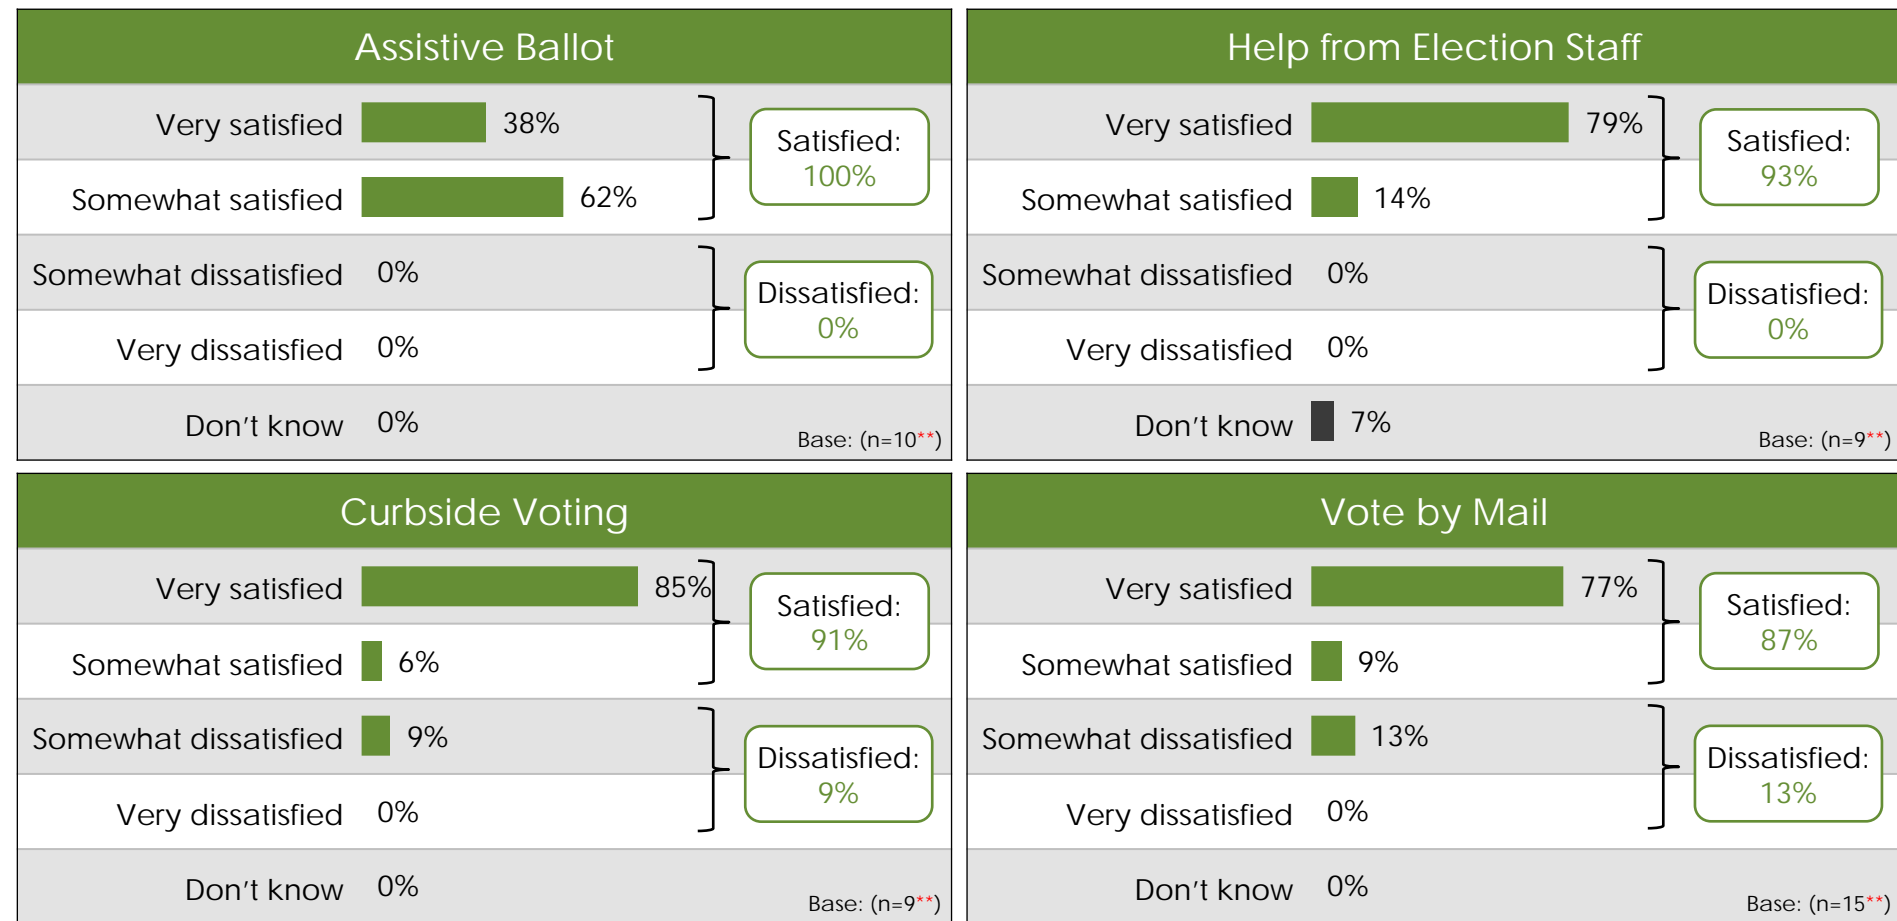 Assistive Ballot
Very satisfied 38%
Somewhat satisfied 62%
Satisfied:
100%
Somewhat dissatisfied 0%
Very dissatisfied 0%
Dissatisfied:
0%
Don't know 0%
Base: (n=10**)
Help from Election Staff
Very satisfied 79%
Somewhat satisfied 14%
Satisfied:
93%
Somewhat dissatisfied 0%
Very dissatisfied 0%
Dissatisfied:
0%
Don't know 7%
Base: (n=9**)
Curbside Voting
Very satisfied 85%
Somewhat satisfied 6%
Satisfied:
91%
Somewhat dissatisfied 9%
Very dissatisfied 0%
Dissatisfied:
9%
Don't know 0%
Base: (n=9**)
Vote by Mail
Very satisfied 77%
Somewhat satisfied 9%
Satisfied:
87%
Somewhat dissatisfied 13%
Very dissatisfied 0%
Dissatisfied:
13%
Don't know 0%
Base: (n=15**)